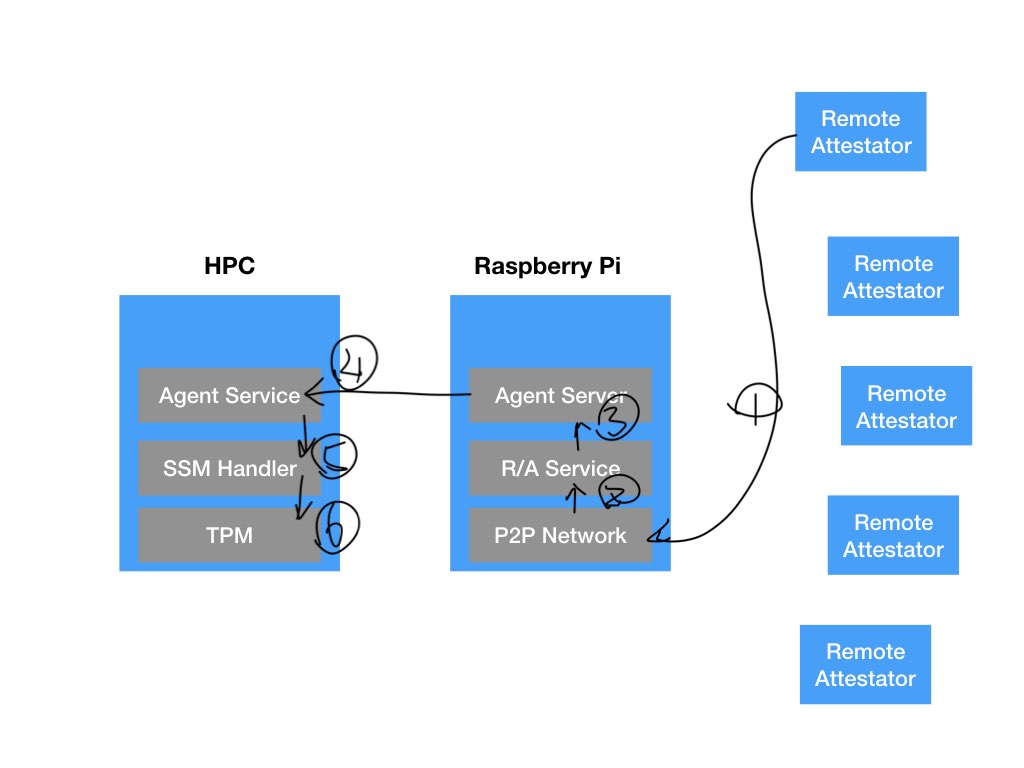 Remote
Attestator
HPC
Raspberry Pi
Remote
Attestator
4
Agent Service
Agent Server
3
1
Remote
Attestator
SSM Handler
5
R/A Service
2
TPM
6
P2P Network
Remote
Attestator
Remote
Attestator